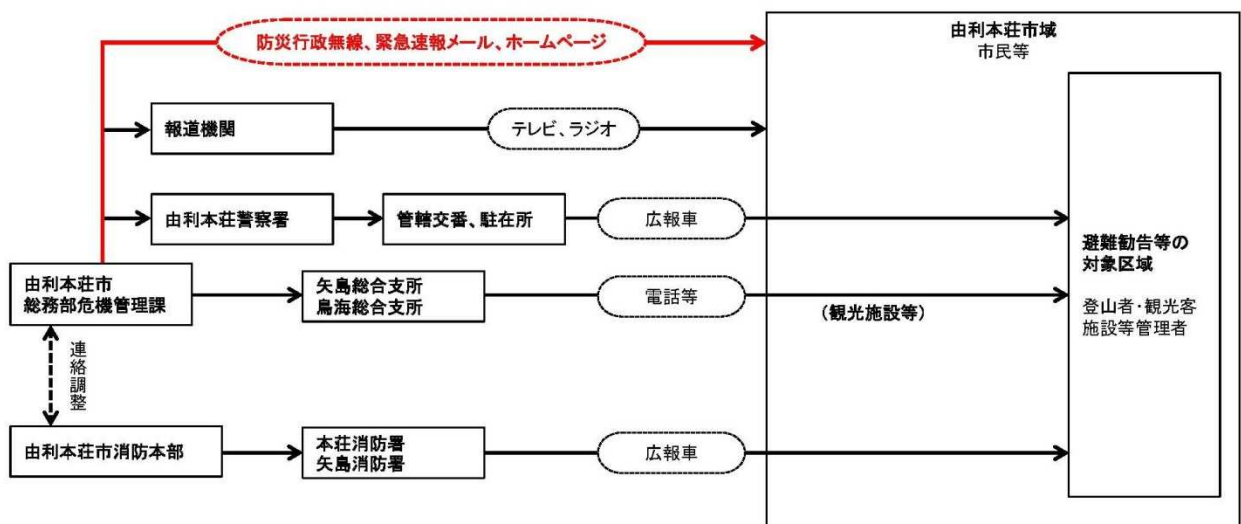 防災行政無線、緊急速報メール、ホームページ
由利本荘市域
市民等
報道機関
テレビ、ラジオ
由利本荘警察署
管轄交番、駐在所
広報車
避難勧告等の
対象区域
登山者・観光客
施設等管理者
由利本荘市
総務部危機管理課
矢島総合支所
鳥海総合支所
電話等
(観光施設等)
連絡調整
由利本荘市消防本部
本荘消防署
矢島消防署
広報車